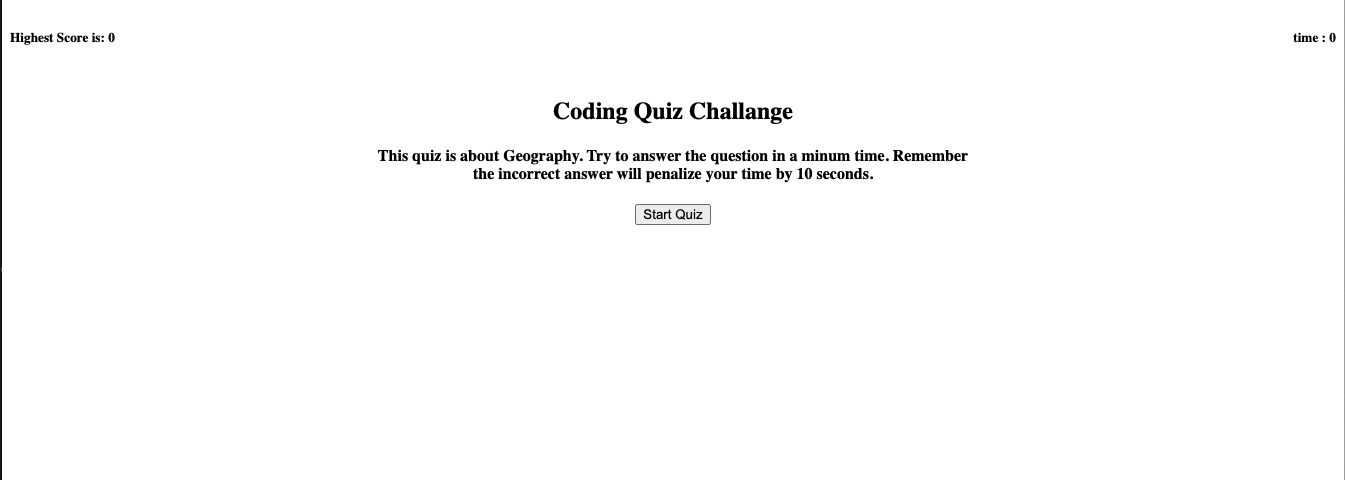 Highest Score is: 0
time : 0
Coding Quiz Challange
This quiz is about Geography. Try to answer the question in a minum time. Remember
the incorrect answer will penalize your time by 10 seconds.
Start Quiz